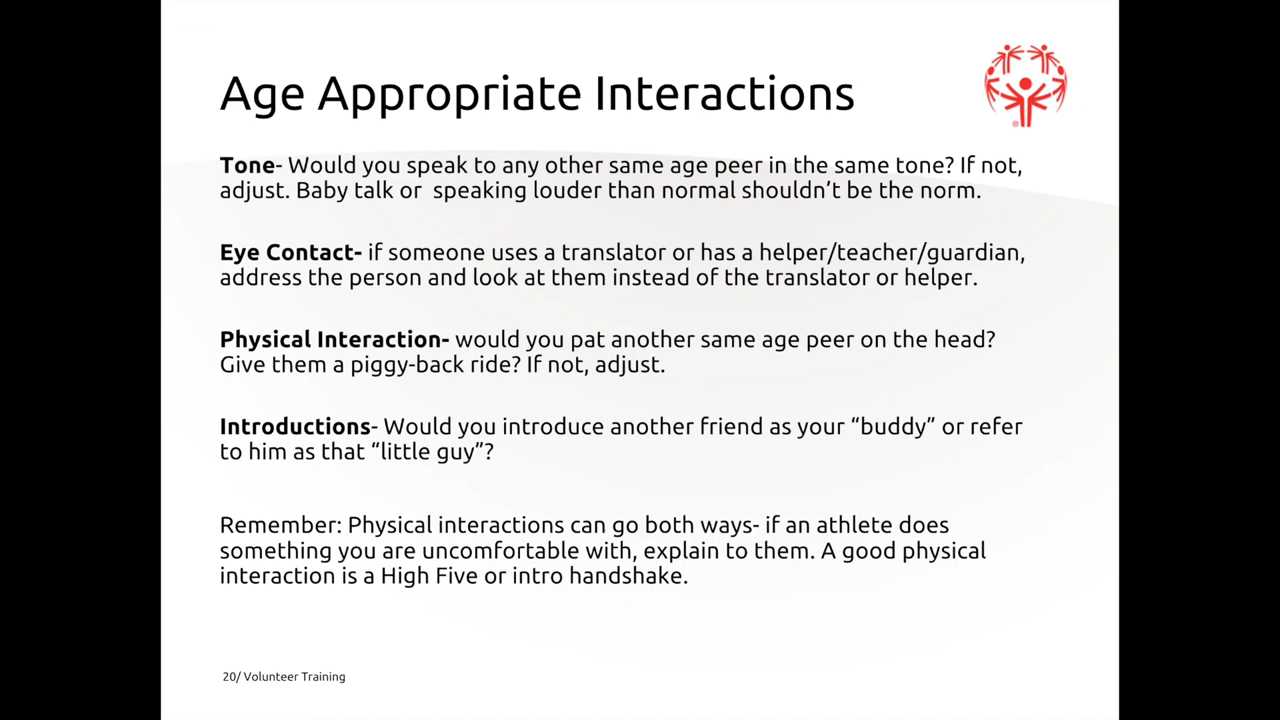 Age Appropriate Interactions
Tone- Would you speak to any other same age peer in the same tone? If not,
adjust. Baby talk or  speaking louder than normal shouldn’t be the norm.
Eye Contact- if someone uses a translator or has a helper/teacher/guardian,
address the person and look at them instead of the translator or helper.
Physical Interaction- would you pat another same age peer on the head?
Give them a piggy-back ride? If not, adjust.
Introductions- Would you introduce another friend as your “buddy” or refer
to him as that “little guy”?
Remember: Physical interactions can go both ways- if an athlete does
something you are uncomfortable with, explain to them. A good physical
interaction is a High Five or intro handshake.
20/ Volunteer Training
®